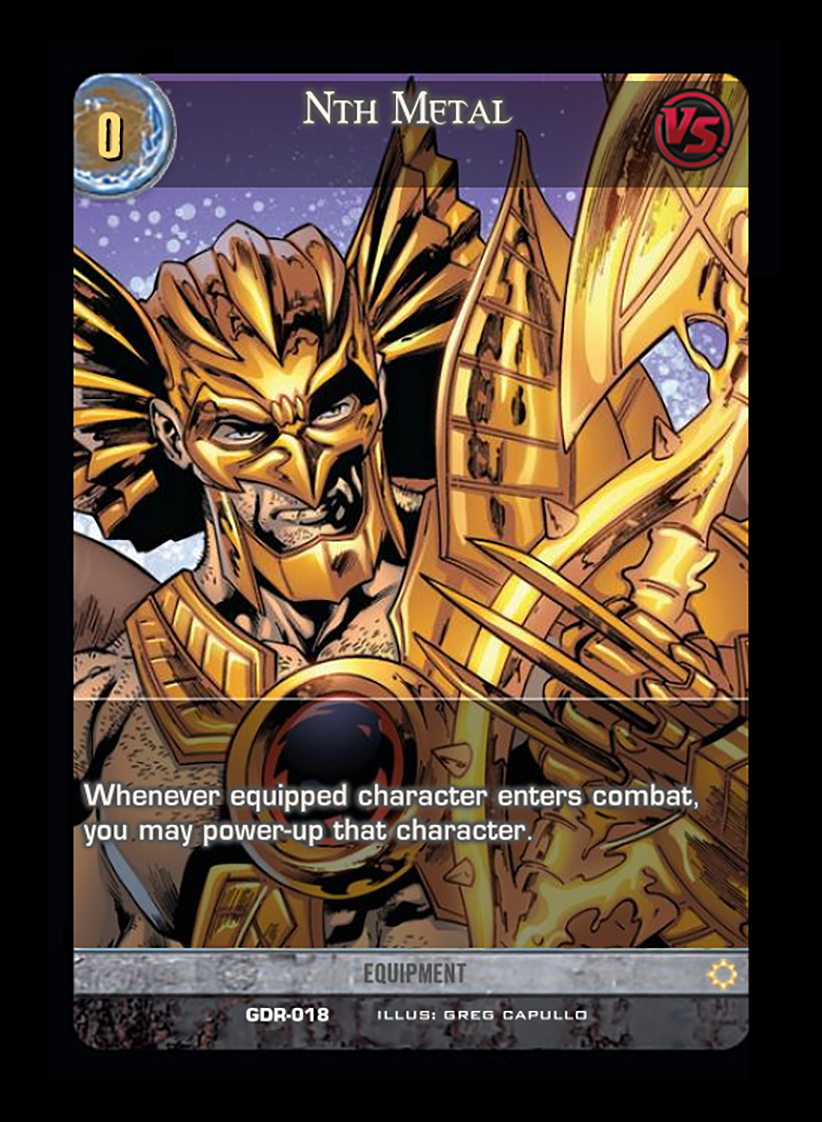 0
Nth Metal
VS.
Whenever equipped character enters combat,
you may power-up that character.
EQUIPMENT
GDR-018 ILLUS: GREG CAPULLO